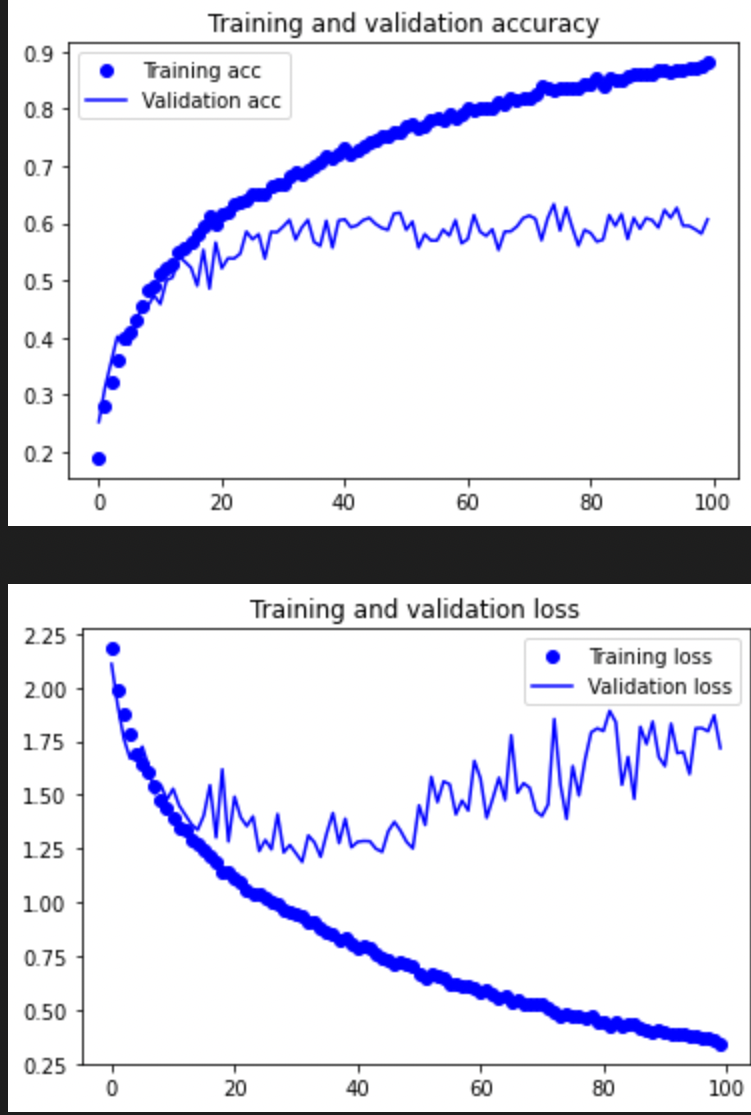 Training and validation accuracy
0.9
0.8
0.7
0.6
0.5
0.4
0.3
0.2
Training acc
Validation acc
0 20 40 60 80 100
Training and validation loss
2.25
2.00
1.75
1.50
1.25
1.00
0.75
0.50
0.25
Training loss
Validation loss
0 20 40 60 80 100